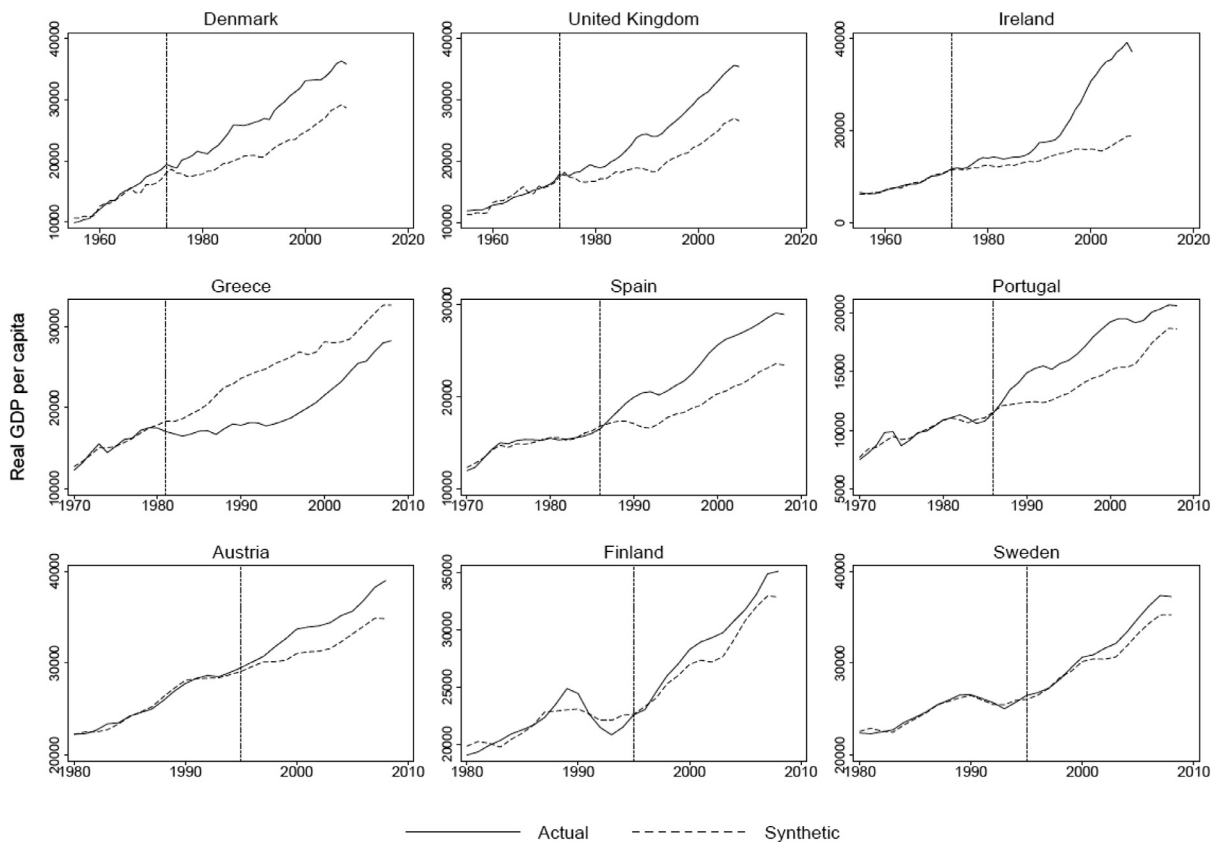 Denmark
United Kingdom
Ireland
40000
30000
20000
10000
1960 1980 2000 2020
40000
30000
20000
10000
1960 1980 2000 2020
40000
20000
0
1960 1980 2000 2020
Real GDP per capita
Greece
Spain
Portugal
30000
20000
10000
1970 1980 1990 2000 2010
30000
20000
10000
1970 1980 1990 2000 2010
20000
15000
10000
5000
1970 1980 1990 2000 2010
Austria
Finland
Sweden
40000
30000
20000
1980 1990 2000 2010
35000
30000
25000
20000
1980 1990 2000 2010
40000
30000
20000
1980 1990 2000 2010
Actual
Synthetic